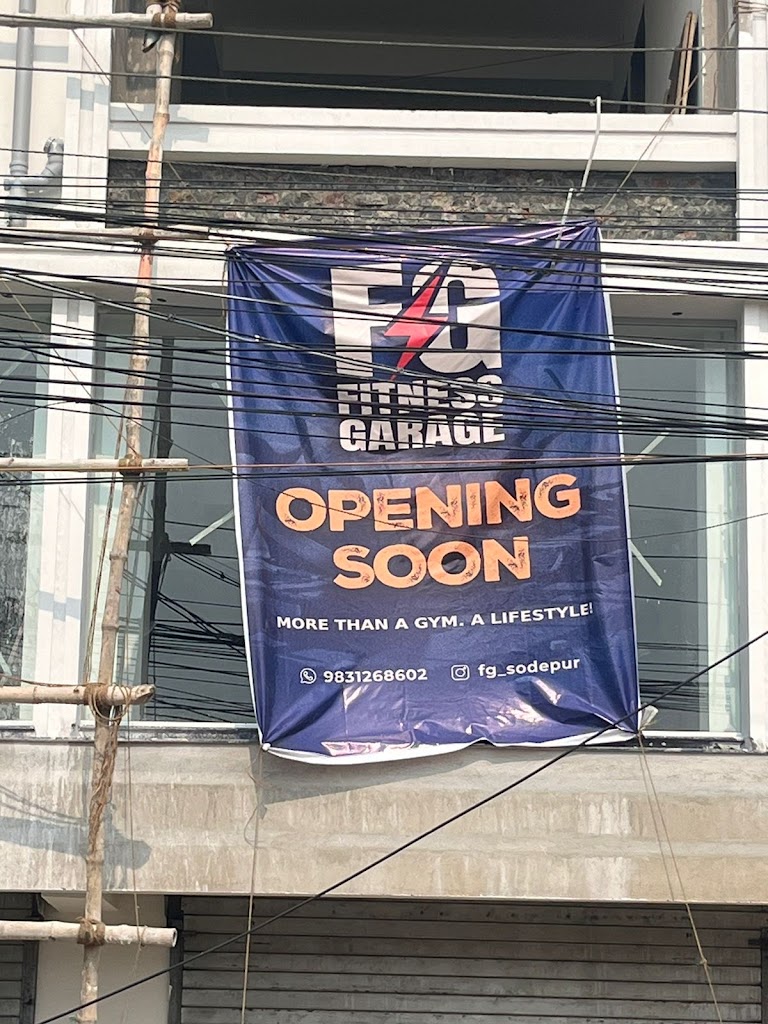 FG
FITNESS
GARAGE
OPENING
SOON
MORE THAN A GYM. A LIFESTYLE!
9831268602 fg_sodepur